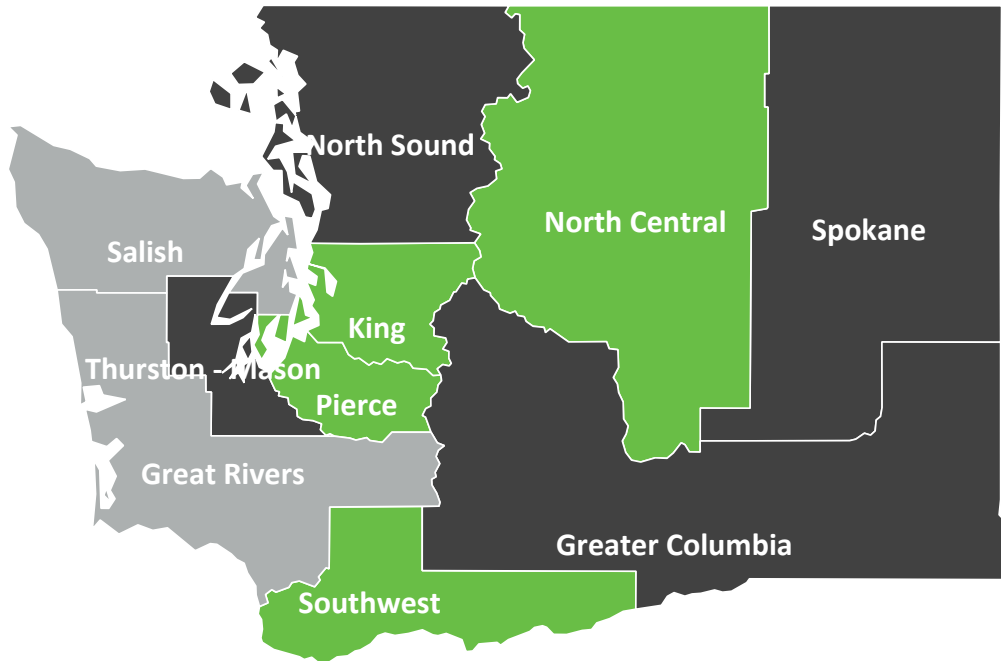 North Sound
North Central
Spokane
Salish
King
Thurston - Mason
Pierce
Great Rivers
Greater Columbia
Southwest